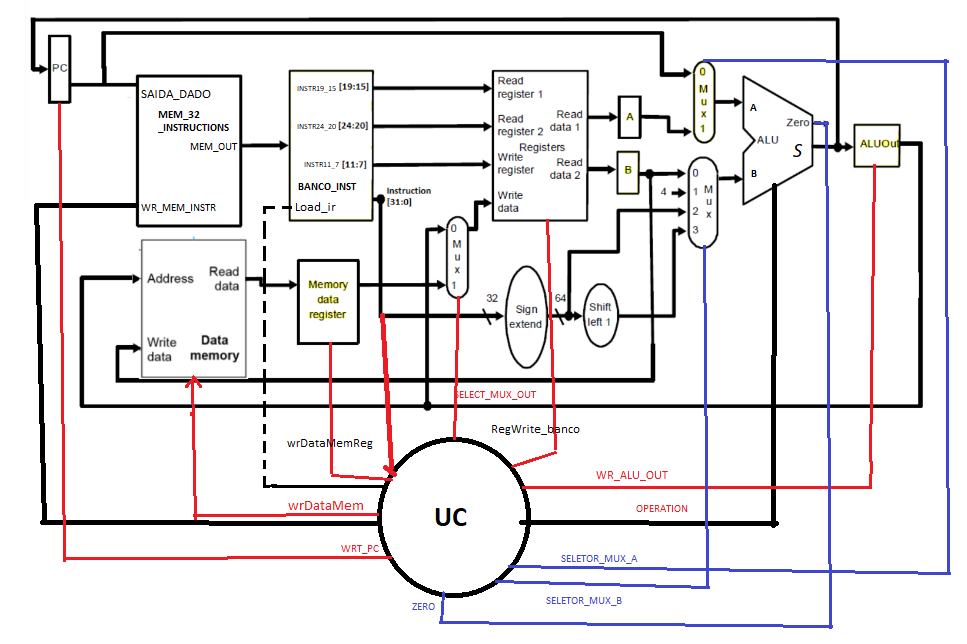 PC
SAIDA_DADO
MEM_32
_INSTRUCTIONS
MEM_OUT
WR_MEM_INSTR
INSTR19_15 [19:15]
INSTR24_20 [24:20]
INSTR11_7 [11:7]
BANCO_INST
Load_ir
Instruction
[31:0]
Read
register 1
Read
register 2
Registers
Write
register
Write
data
Read
data 1
Read
data 2
A
B
0
M
u
x
1
0
4
1
2
3
M
u
x
A
B
Zero
ALU
S
ALUOut
Address
Read
data
Write
data
Data
memory
Memory
data
register
0
M
u
x
1
32
Sign
extend
64
Shift
left 1
SELECT_MUX_OUT
RegWrite_banco
wrDataMemReg
WR_ALU_OUT
wrDataMem
OPERATION
UC
WRT_PC
SELETOR_MUX_A
SELETOR_MUX_B
ZERO